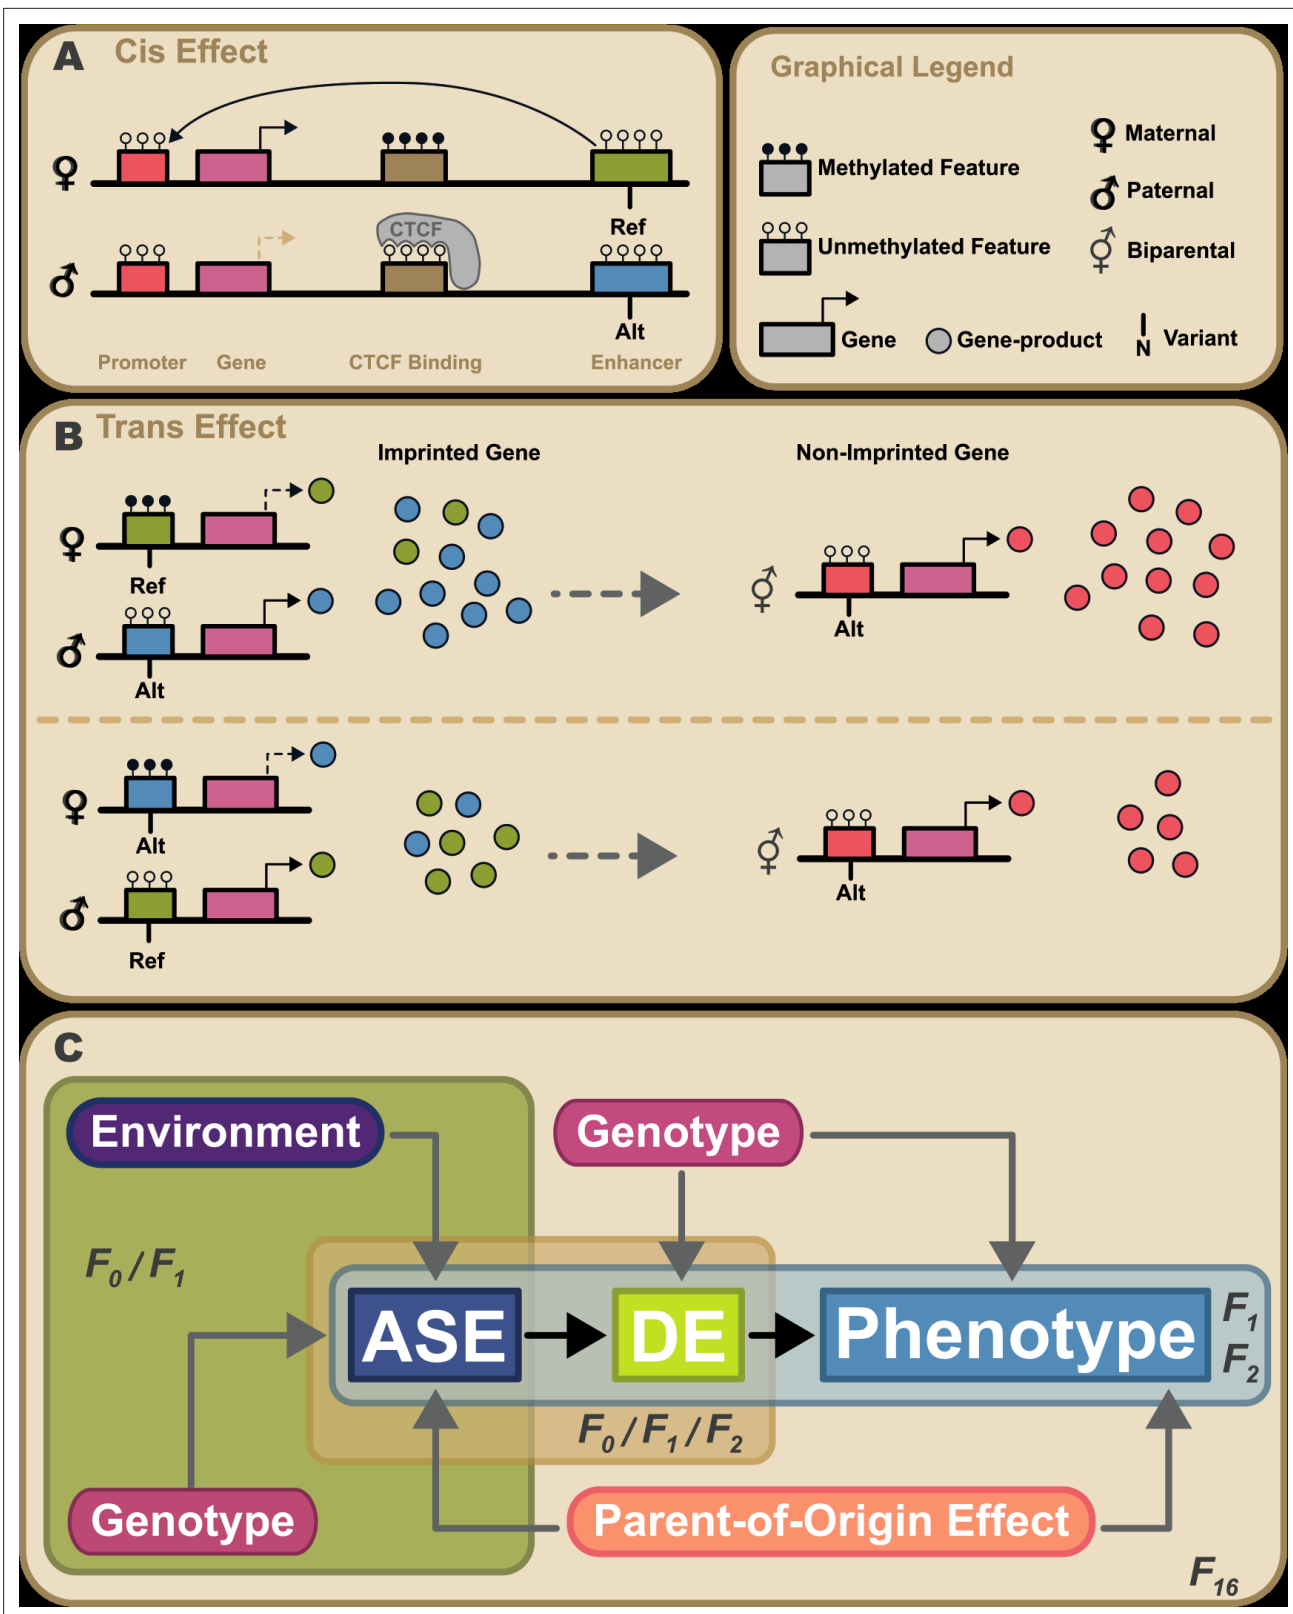 A Cis Effect
CTCF
Ref
Alt
Promoter Gene CTCF Binding Enhancer
Graphical Legend
Methylated Feature
Unmethylated Feature
Gene
Gene-product
N
Variant
♀ Maternal
♂ Paternal
⚥ Biparental
B Trans Effect
Imprinted Gene
Non-Imprinted Gene
Ref
Alt
Alt
Alt
Ref
Alt
C
Environment
Genotype
F0 / F1
ASE
DE
Phenotype
F1
F2
F0 / F1 / F2
Genotype
Parent-of-Origin Effect
F16